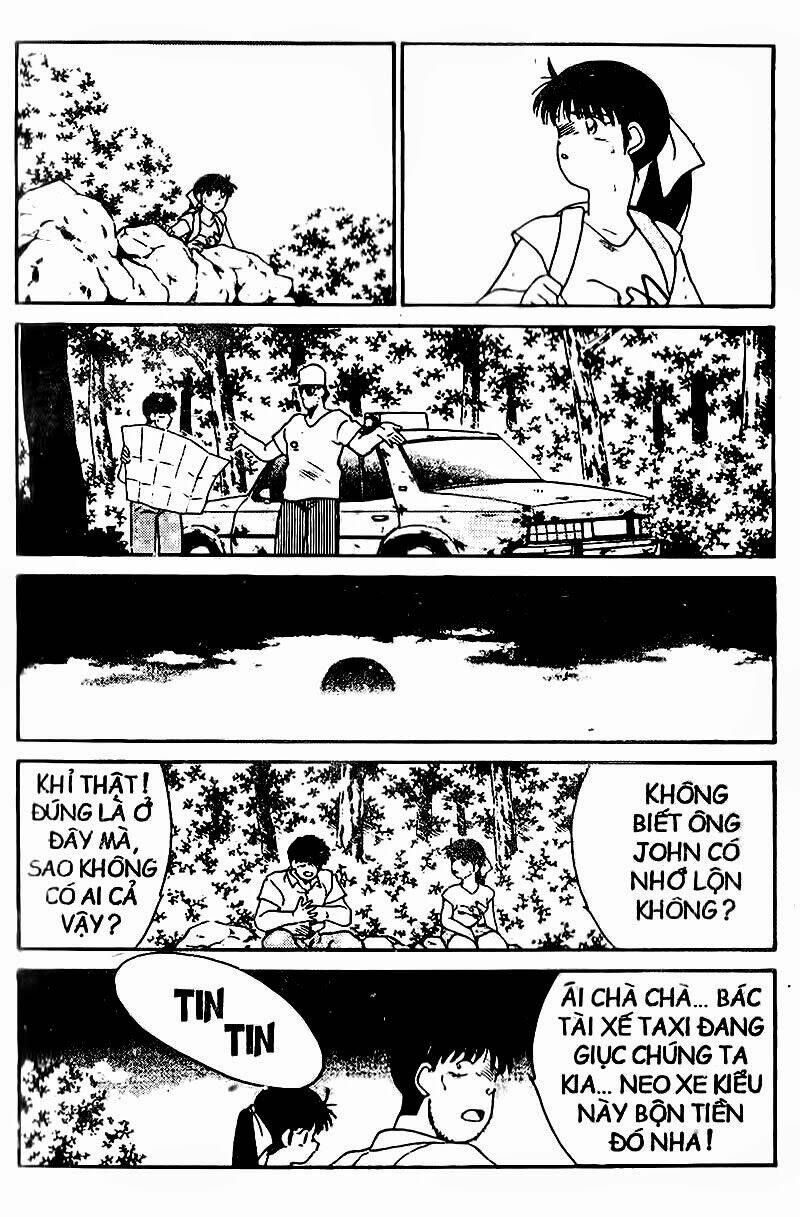 KHỈ THẬT!
ĐÚNG LÀ Ở
ĐÂY MÀ,
SAO KHÔNG
CÓ AI CẢ
VẬY?
KHÔNG
BIẾT ÔNG
JOHN CÓ
NHỚ LỘN
KHÔNG?
TIN
TIN
ÁI CHÀ CHÀ... BÁC
TÀI XẾ TAXI ĐANG
GIỤC CHÚNG TA
KIA... NEO XE KIỂU
NÀY BỘN TIỀN
ĐÓ NHA!